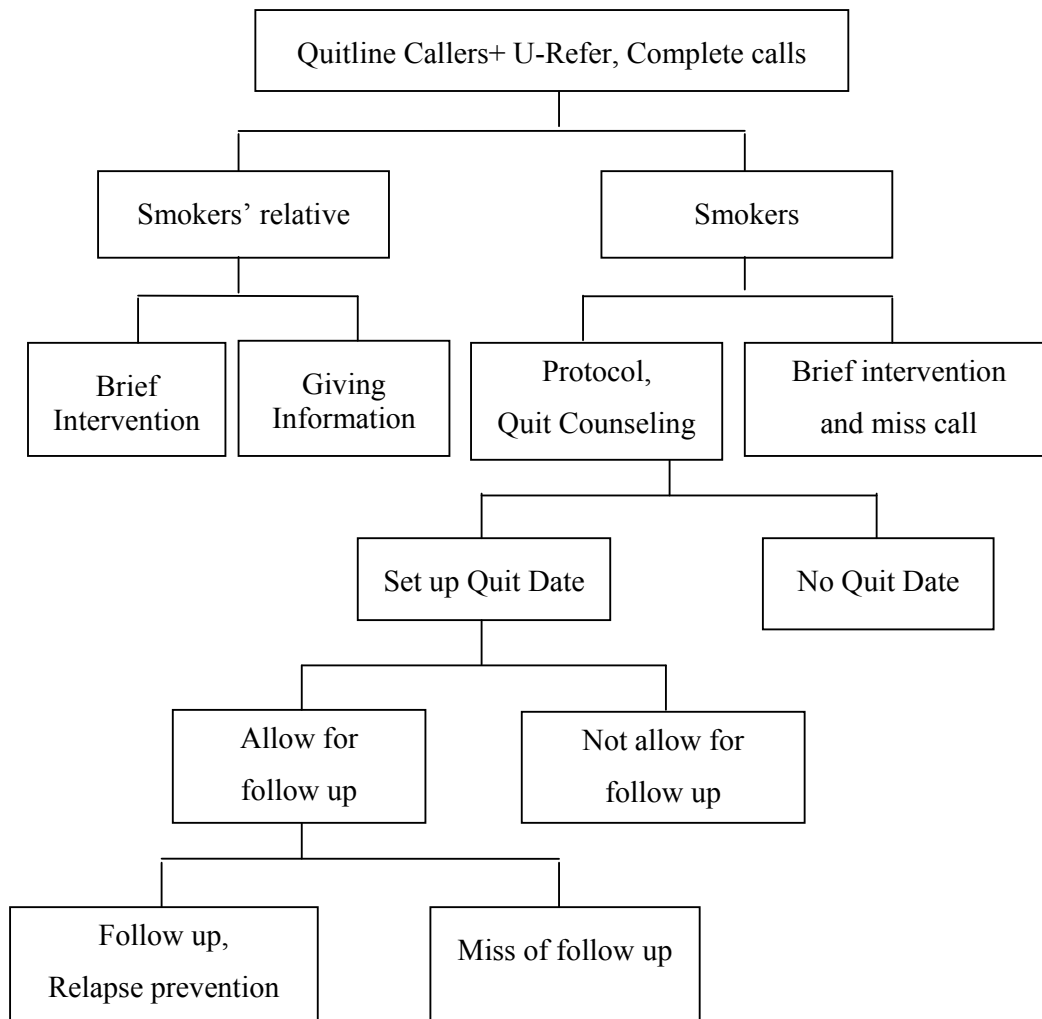 Quitline Callers+ U-Refer, Complete calls
Smokers’ relative
Smokers
Brief
Intervention
Giving
Information
Protocol,
Quit Counseling
Brief intervention
and miss call
Set up Quit Date
No Quit Date
Allow for
follow up
Not allow for
follow up
Follow up,
Relapse prevention
Miss of follow up